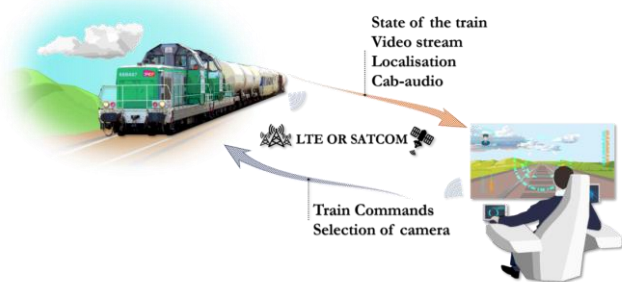 State of the train
Video stream
Localisation
Cab-audio
LTE OR SATCOM
Train Commands
Selection of camera